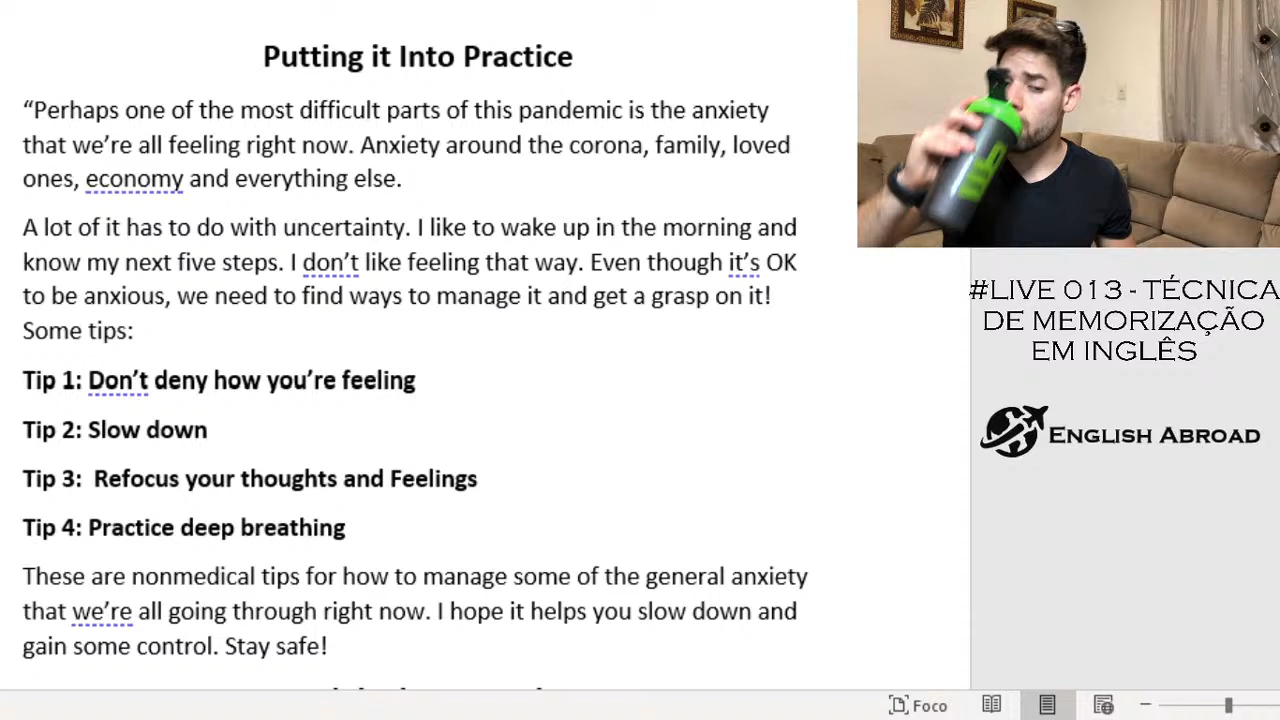 Putting it Into Practice
“Perhaps one of the most difficult parts of this pandemic is the anxiety
that we’re all feeling right now. Anxiety around the corona, family, loved
ones, economy and everything else.
A lot of it has to do with uncertainty. I like to wake up in the morning and
know my next five steps. I don’t like feeling that way. Even though it’s OK
to be anxious, we need to find ways to manage it and get a grasp on it!
Some tips:
Tip 1: Don’t deny how you’re feeling
Tip 2: Slow down
Tip 3:  Refocus your thoughts and Feelings
Tip 4: Practice deep breathing
These are nonmedical tips for how to manage some of the general anxiety
that we’re all going through right now. I hope it helps you slow down and
gain some control. Stay safe!
#LIVE 013 - TÉCNICA
DE MEMORIZAÇÃO
EM INGLÊS
ENGLISH ABROAD
Foco